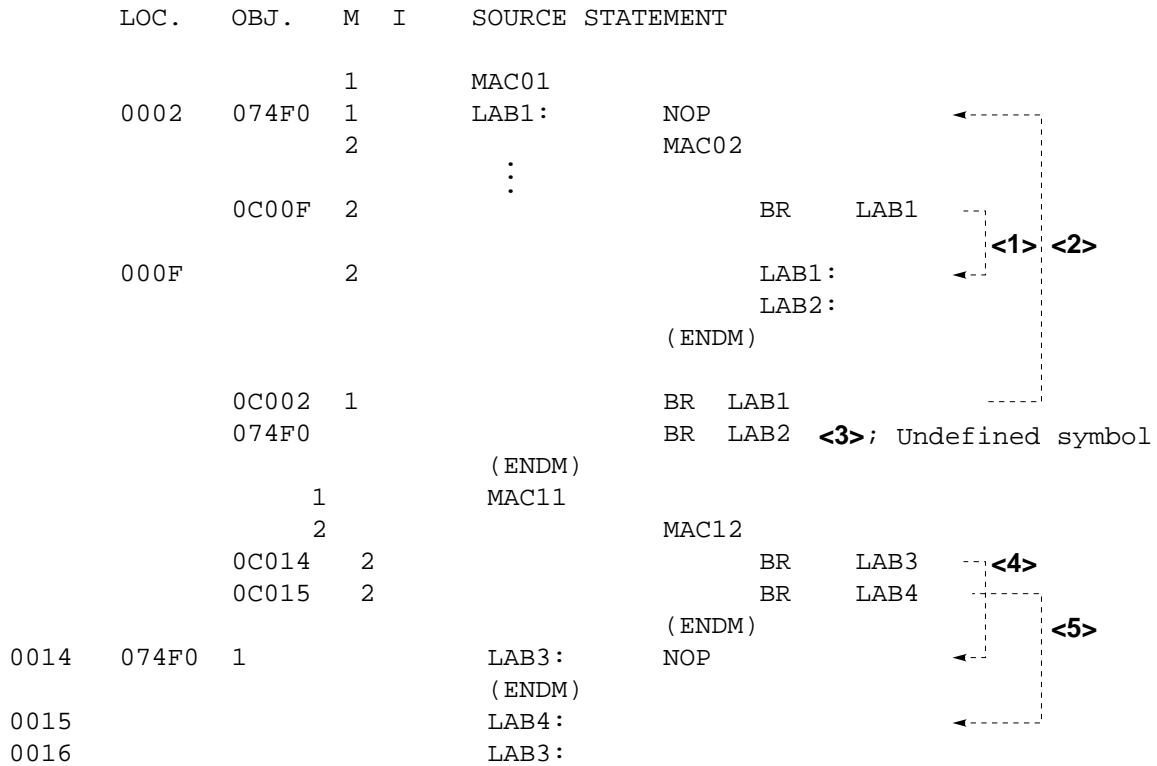 LOC. OBJ. M I SOURCE STATEMENT
1 MAC01
0002 074F0 1 LAB1: NOP
2 MAC02
0C00F 2 BR LAB1
<1> <2>
000F 2 LAB1:
LAB2:
(ENDM)
0C002 1 BR LAB1
074F0 BR LAB2 <3>; Undefined symbol
(ENDM)
1 MAC11
2 MAC12
0C014 2 BR LAB3 <4>
0C015 2 BR LAB4
(ENDM) <5>
0014 074F0 1 LAB3: NOP
(ENDM)
0015 LAB4:
0016 LAB3: